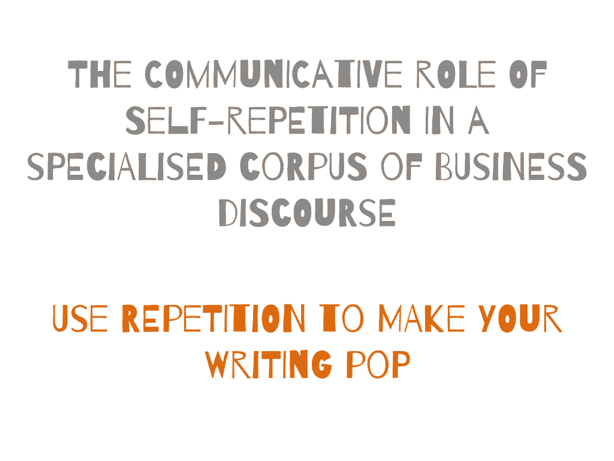 THE COMMUNICATIVE ROLE OF
SELF-REPETITION IN A
SPECIALISED CORPUS OF BUSINESS
DISCOURSE
USE REPETITION TO MAKE YOUR
WRITING POP